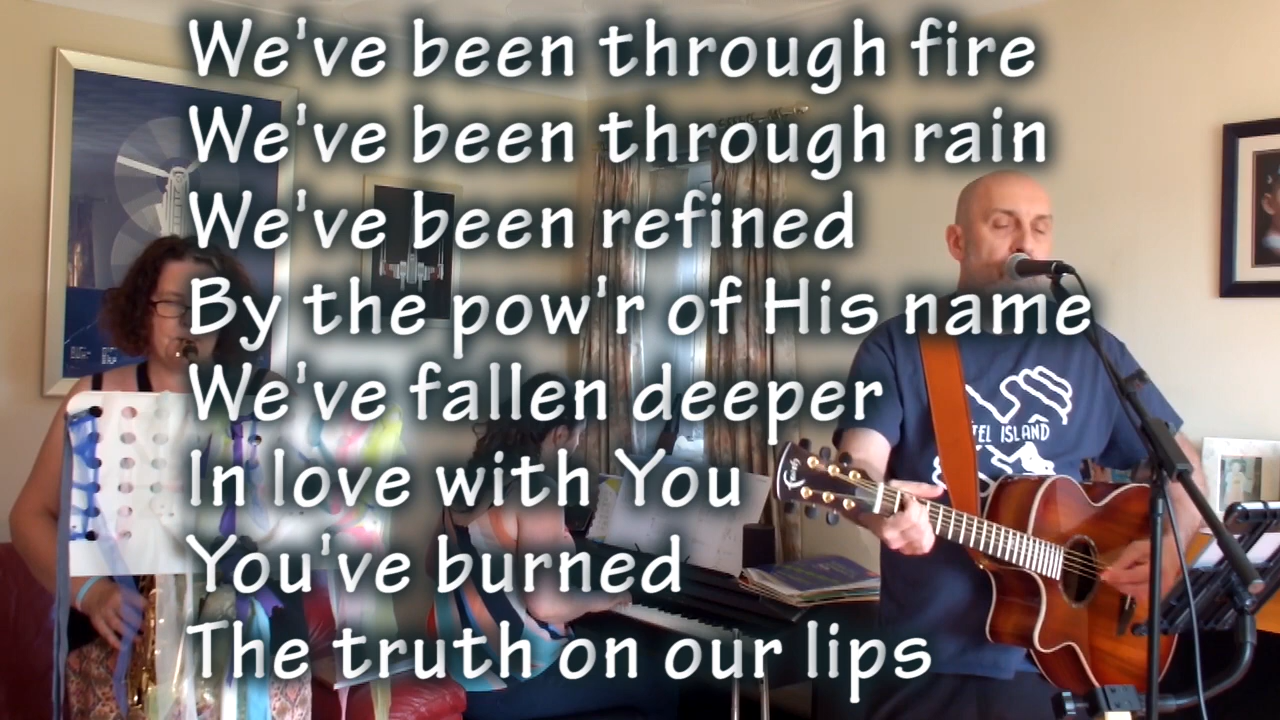 We've been through fire
We've been through rain
We've been refined
By the pow'r of His name
We've fallen deeper
In love with You
You've burned
The truth on our lips
ISLAND